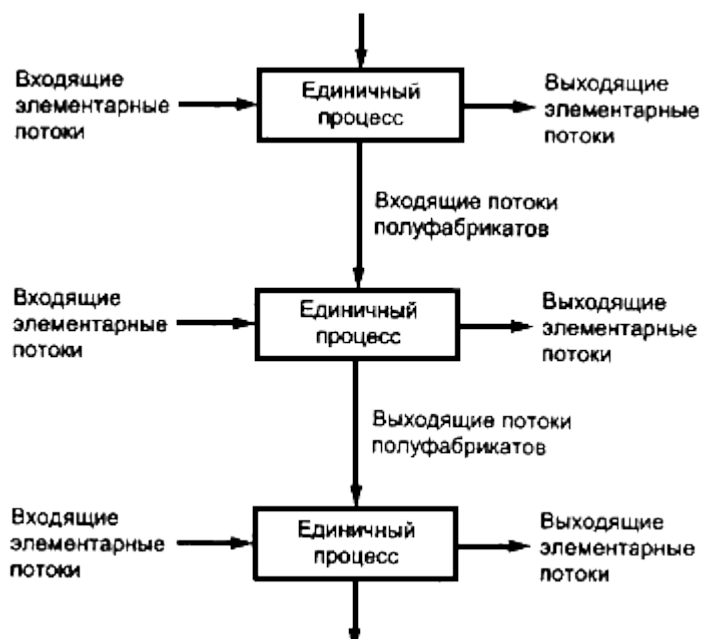 Входящие
элементарные
потоки
Единичный
процесс
Выходящие
элементарные
потоки
Входящие потоки
полуфабрикатов
Входящие
элементарные
потоки
Единичный
процесс
Выходящие
элементарные
потоки
Выходящие потоки
полуфабрикатов
Входящие
элементарные
потоки
Единичный
процесс
Выходящие
элементарные
потоки